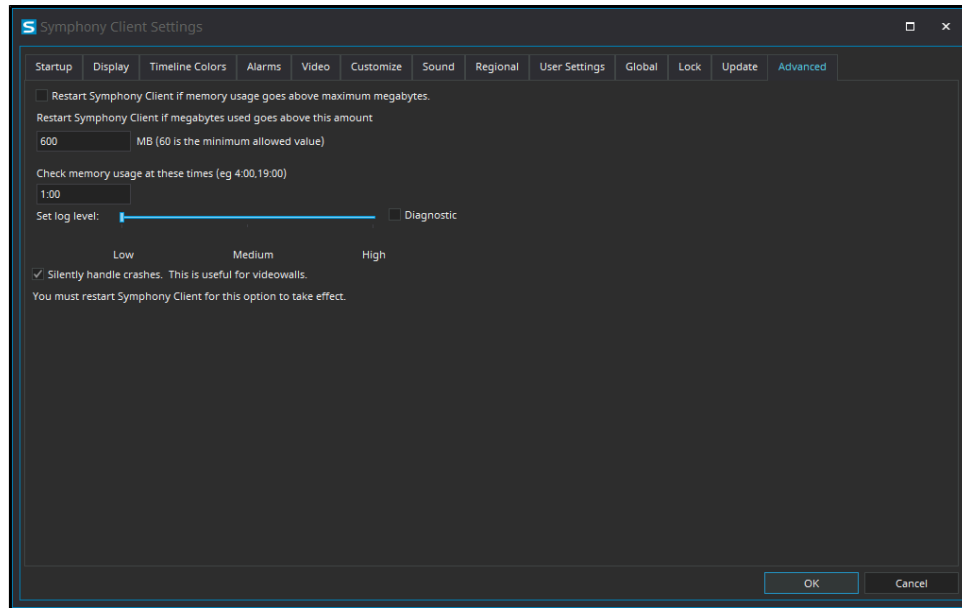 Symphony Client Settings
Startup Display Timeline Colors Alarms Video Customize Sound Regional User Settings Global Lock Update Advanced
Restart Symphony Client if memory usage goes above maximum megabytes.
Restart Symphony Client if megabytes used goes above this amount
600 MB (60 is the minimum allowed value)
Check memory usage at these times (eg 4:00,19:00)
1:00
Set log level: Diagnostic
Low Medium High
Silently handle crashes. This is useful for videowalls.
You must restart Symphony Client for this option to take effect.
OK Cancel